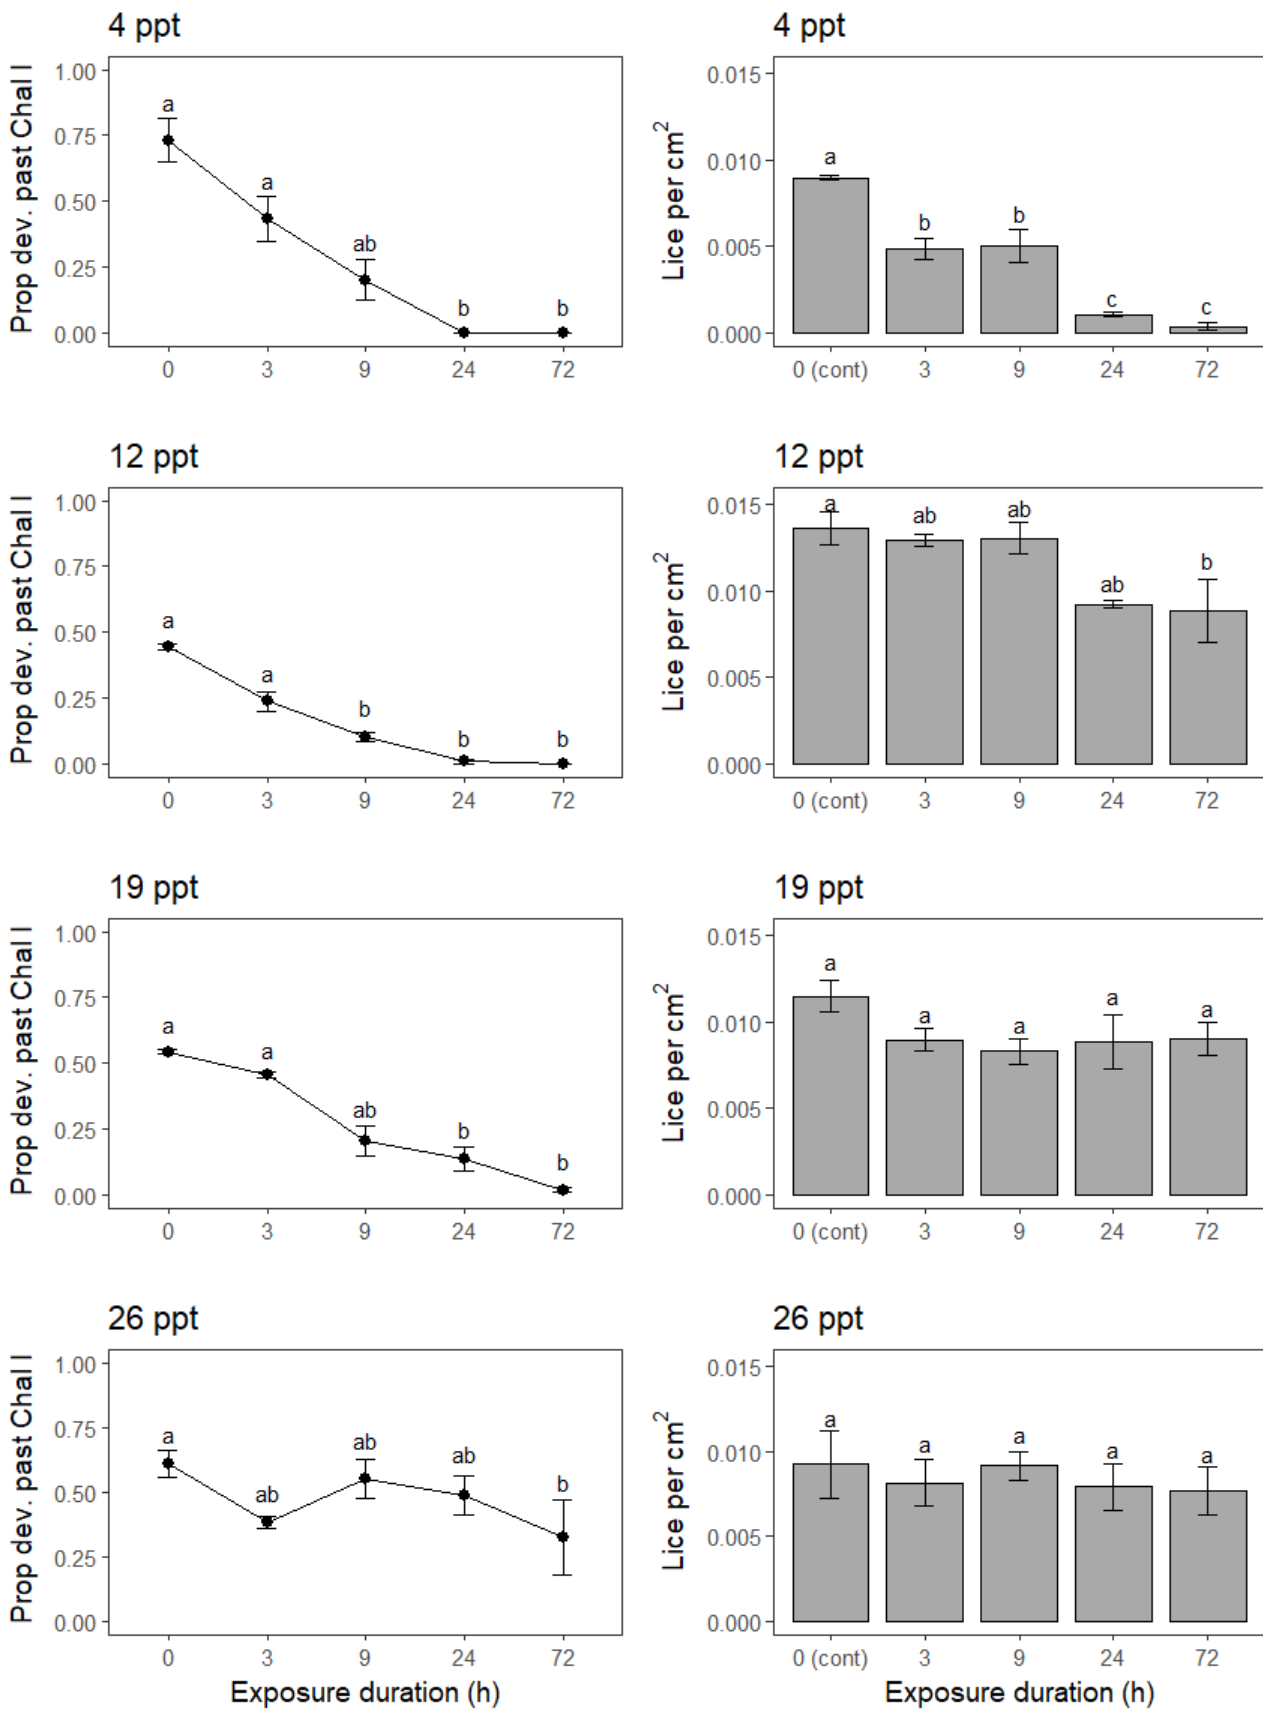 4 ppt
Prop dev. past Chal I
1.00
0.75
0.50
0.25
0.00
a
a
ab
b
b
0
3
9
24
72
4 ppt
Lice per cm²
0.015
0.010
0.005
0.000
a
b
b
c
c
0 (cont)
3
9
24
72
12 ppt
Prop dev. past Chal I
1.00
0.75
0.50
0.25
0.00
a
a
b
b
b
0
3
9
24
72
12 ppt
Lice per cm²
0.015
0.010
0.005
0.000
a
ab
ab
ab
b
0 (cont)
3
9
24
72
19 ppt
Prop dev. past Chal I
1.00
0.75
0.50
0.25
0.00
a
a
ab
b
b
0
3
9
24
72
19 ppt
Lice per cm²
0.015
0.010
0.005
0.000
a
a
a
a
a
0 (cont)
3
9
24
72
26 ppt
Prop dev. past Chal I
1.00
0.75
0.50
0.25
0.00
a
ab
ab
ab
b
0
3
9
24
72
Exposure duration (h)
26 ppt
Lice per cm²
0.015
0.010
0.005
0.000
a
a
a
a
a
0 (cont)
3
9
24
72
Exposure duration (h)